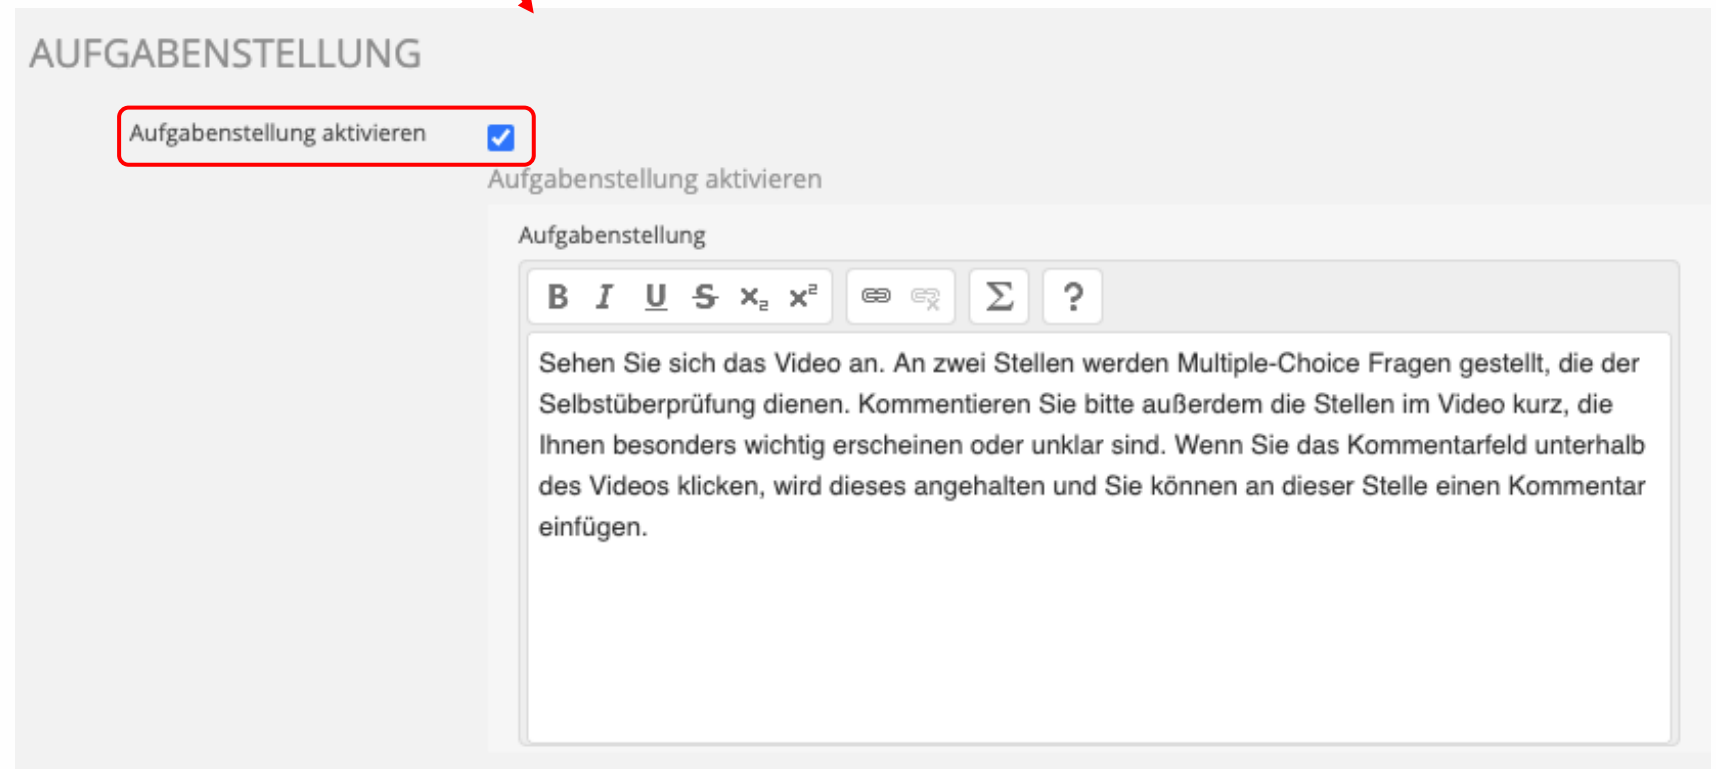 AUFGABENSTELLUNG
Aufgabenstellung aktivieren
Aufgabenstellung aktivieren
Aufgabenstellung
B I U S x₂ x² Σ ?
Sehen Sie sich das Video an. An zwei Stellen werden Multiple-Choice Fragen gestellt, die der
Selbstüberprüfung dienen. Kommentieren Sie bitte außerdem die Stellen im Video kurz, die
Ihnen besonders wichtig erscheinen oder unklar sind. Wenn Sie das Kommentarfeld unterhalb
des Videos klicken, wird dieses angehalten und Sie können an dieser Stelle einen Kommentar
einfügen.